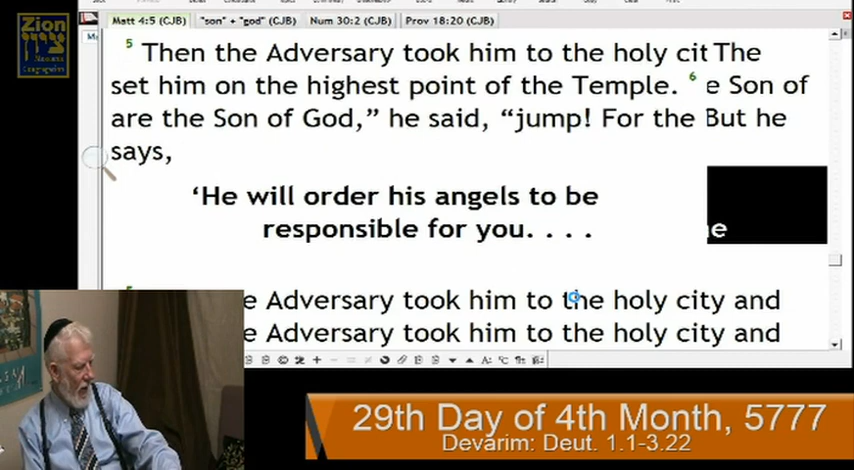 Zion
Messianic
Congregation
Matt 4:5 (CJB) "son" + "god" (CJB) Num 30:2 (CJB) Prov 18:20 (CJB)
5 Then the Adversary took him to the holy cit The
set him on the highest point of the Temple. 6 e Son of
are the Son of God,” he said, “jump! For the But he
says,
‘He will order his angels to be
responsible for you. . . .
e Adversary took him to the holy city and
e Adversary took him to the holy city and
29th Day of 4th Month, 5777
Devarim: Deut. 1.1-3.22